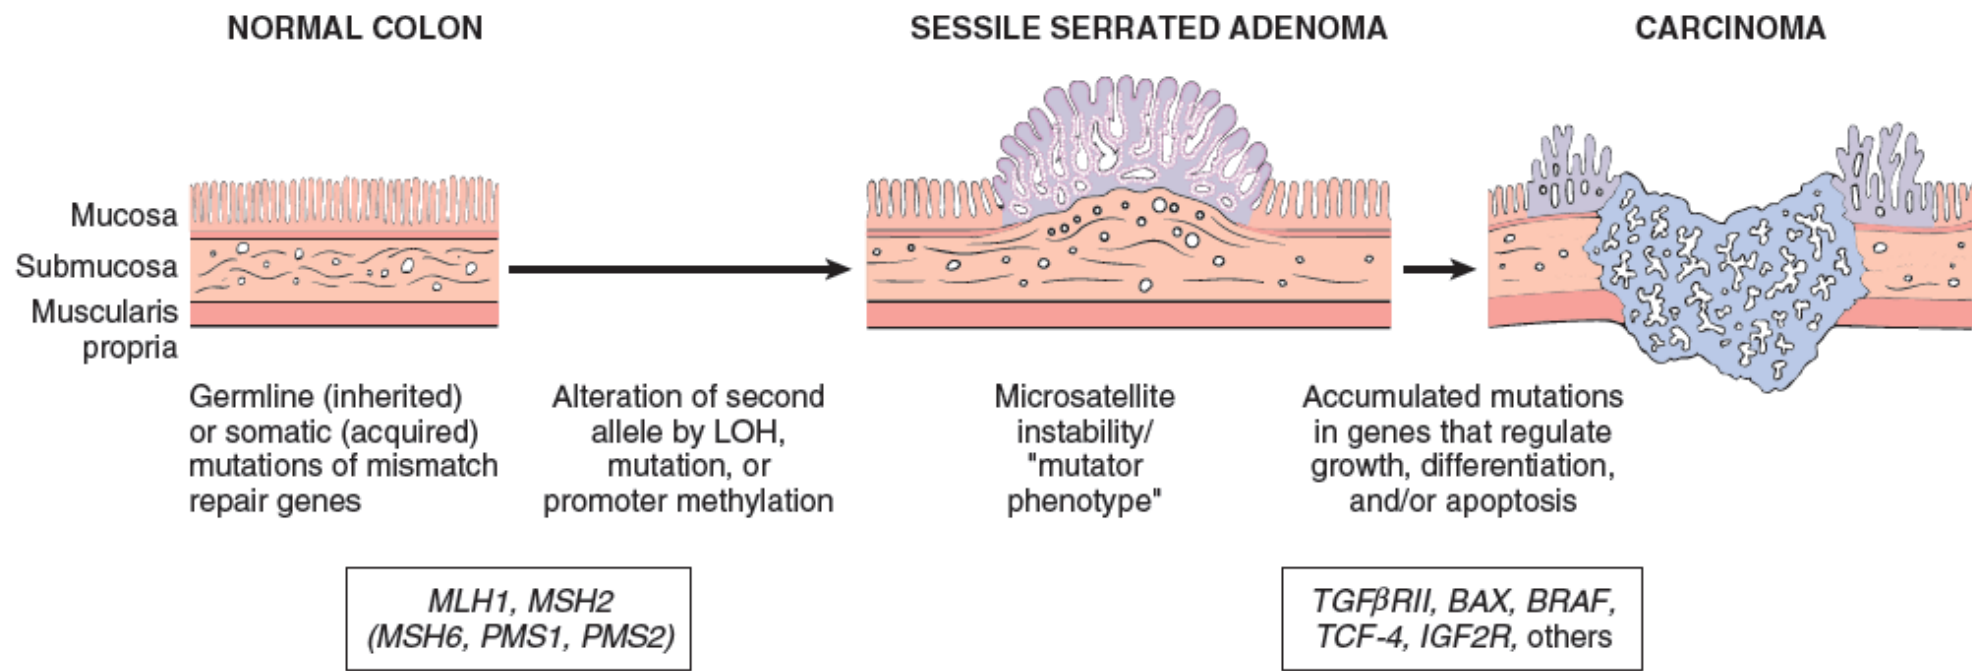 NORMAL COLON
SESSILE SERRATED ADENOMA
CARCINOMA
Mucosa
Submucosa
Muscularis
propria
Germline (inherited)
or somatic (acquired)
mutations of mismatch
repair genes
Alteration of second
allele by LOH,
mutation, or
promoter methylation
Microsatellite
instability/
"mutator
phenotype"
Accumulated mutations
in genes that regulate
growth, differentiation,
and/or apoptosis
MLH1, MSH2
(MSH6, PMS1, PMS2)
TGFβRII, BAX, BRAF,
TCF-4, IGF2R, others